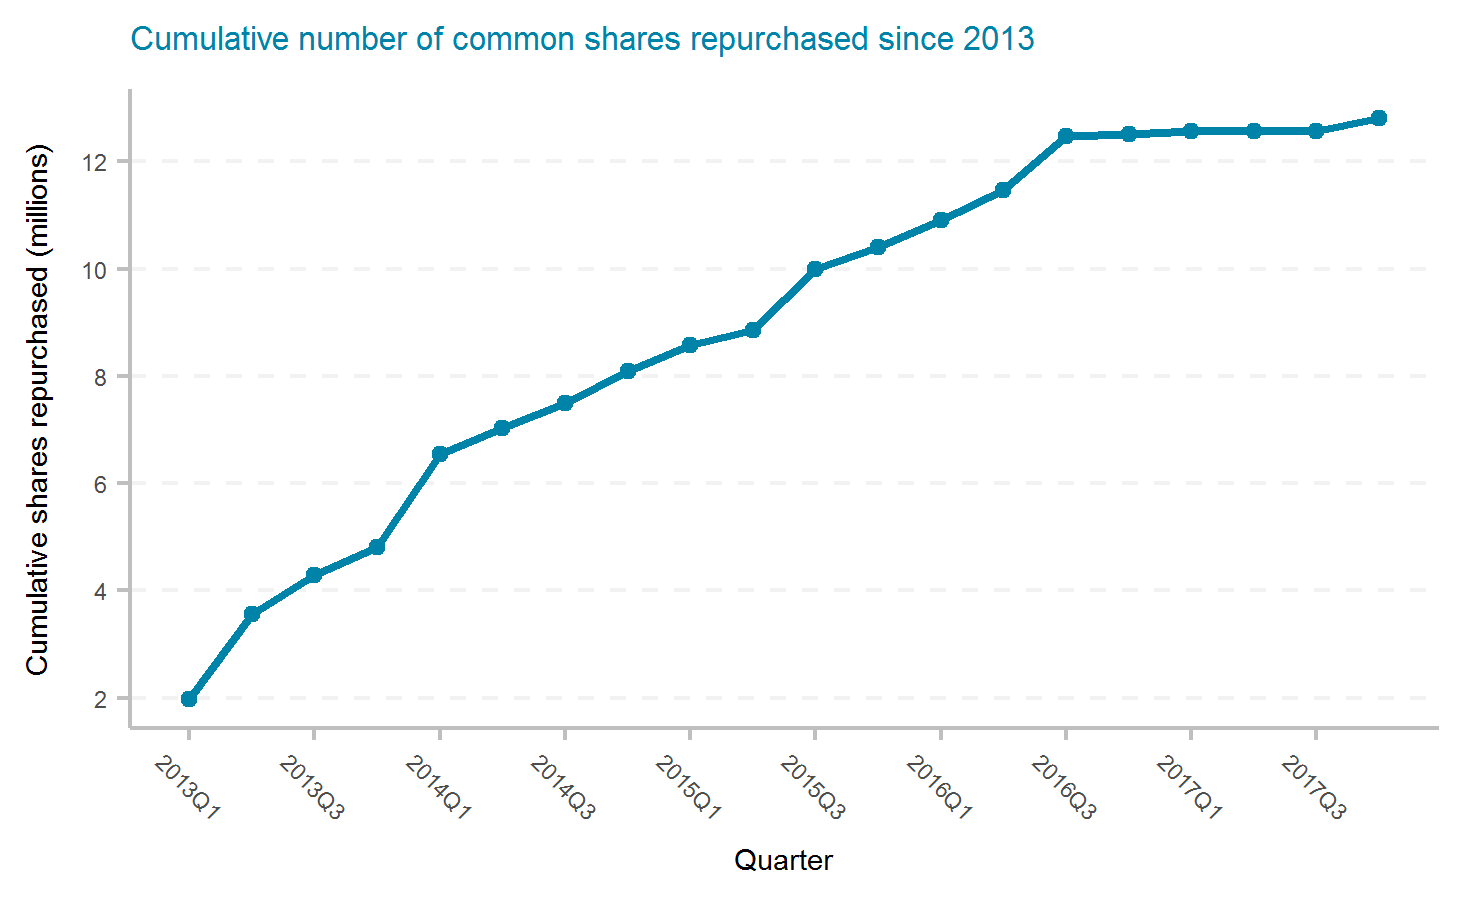 Cumulative number of common shares repurchased since 2013
Cumulative shares repurchased (millions)
12
10
8
6
4
2
2013Q1
2013Q3
2014Q1
2014Q3
2015Q1
2015Q3
2016Q1
2016Q3
2017Q1
2017Q3
Quarter